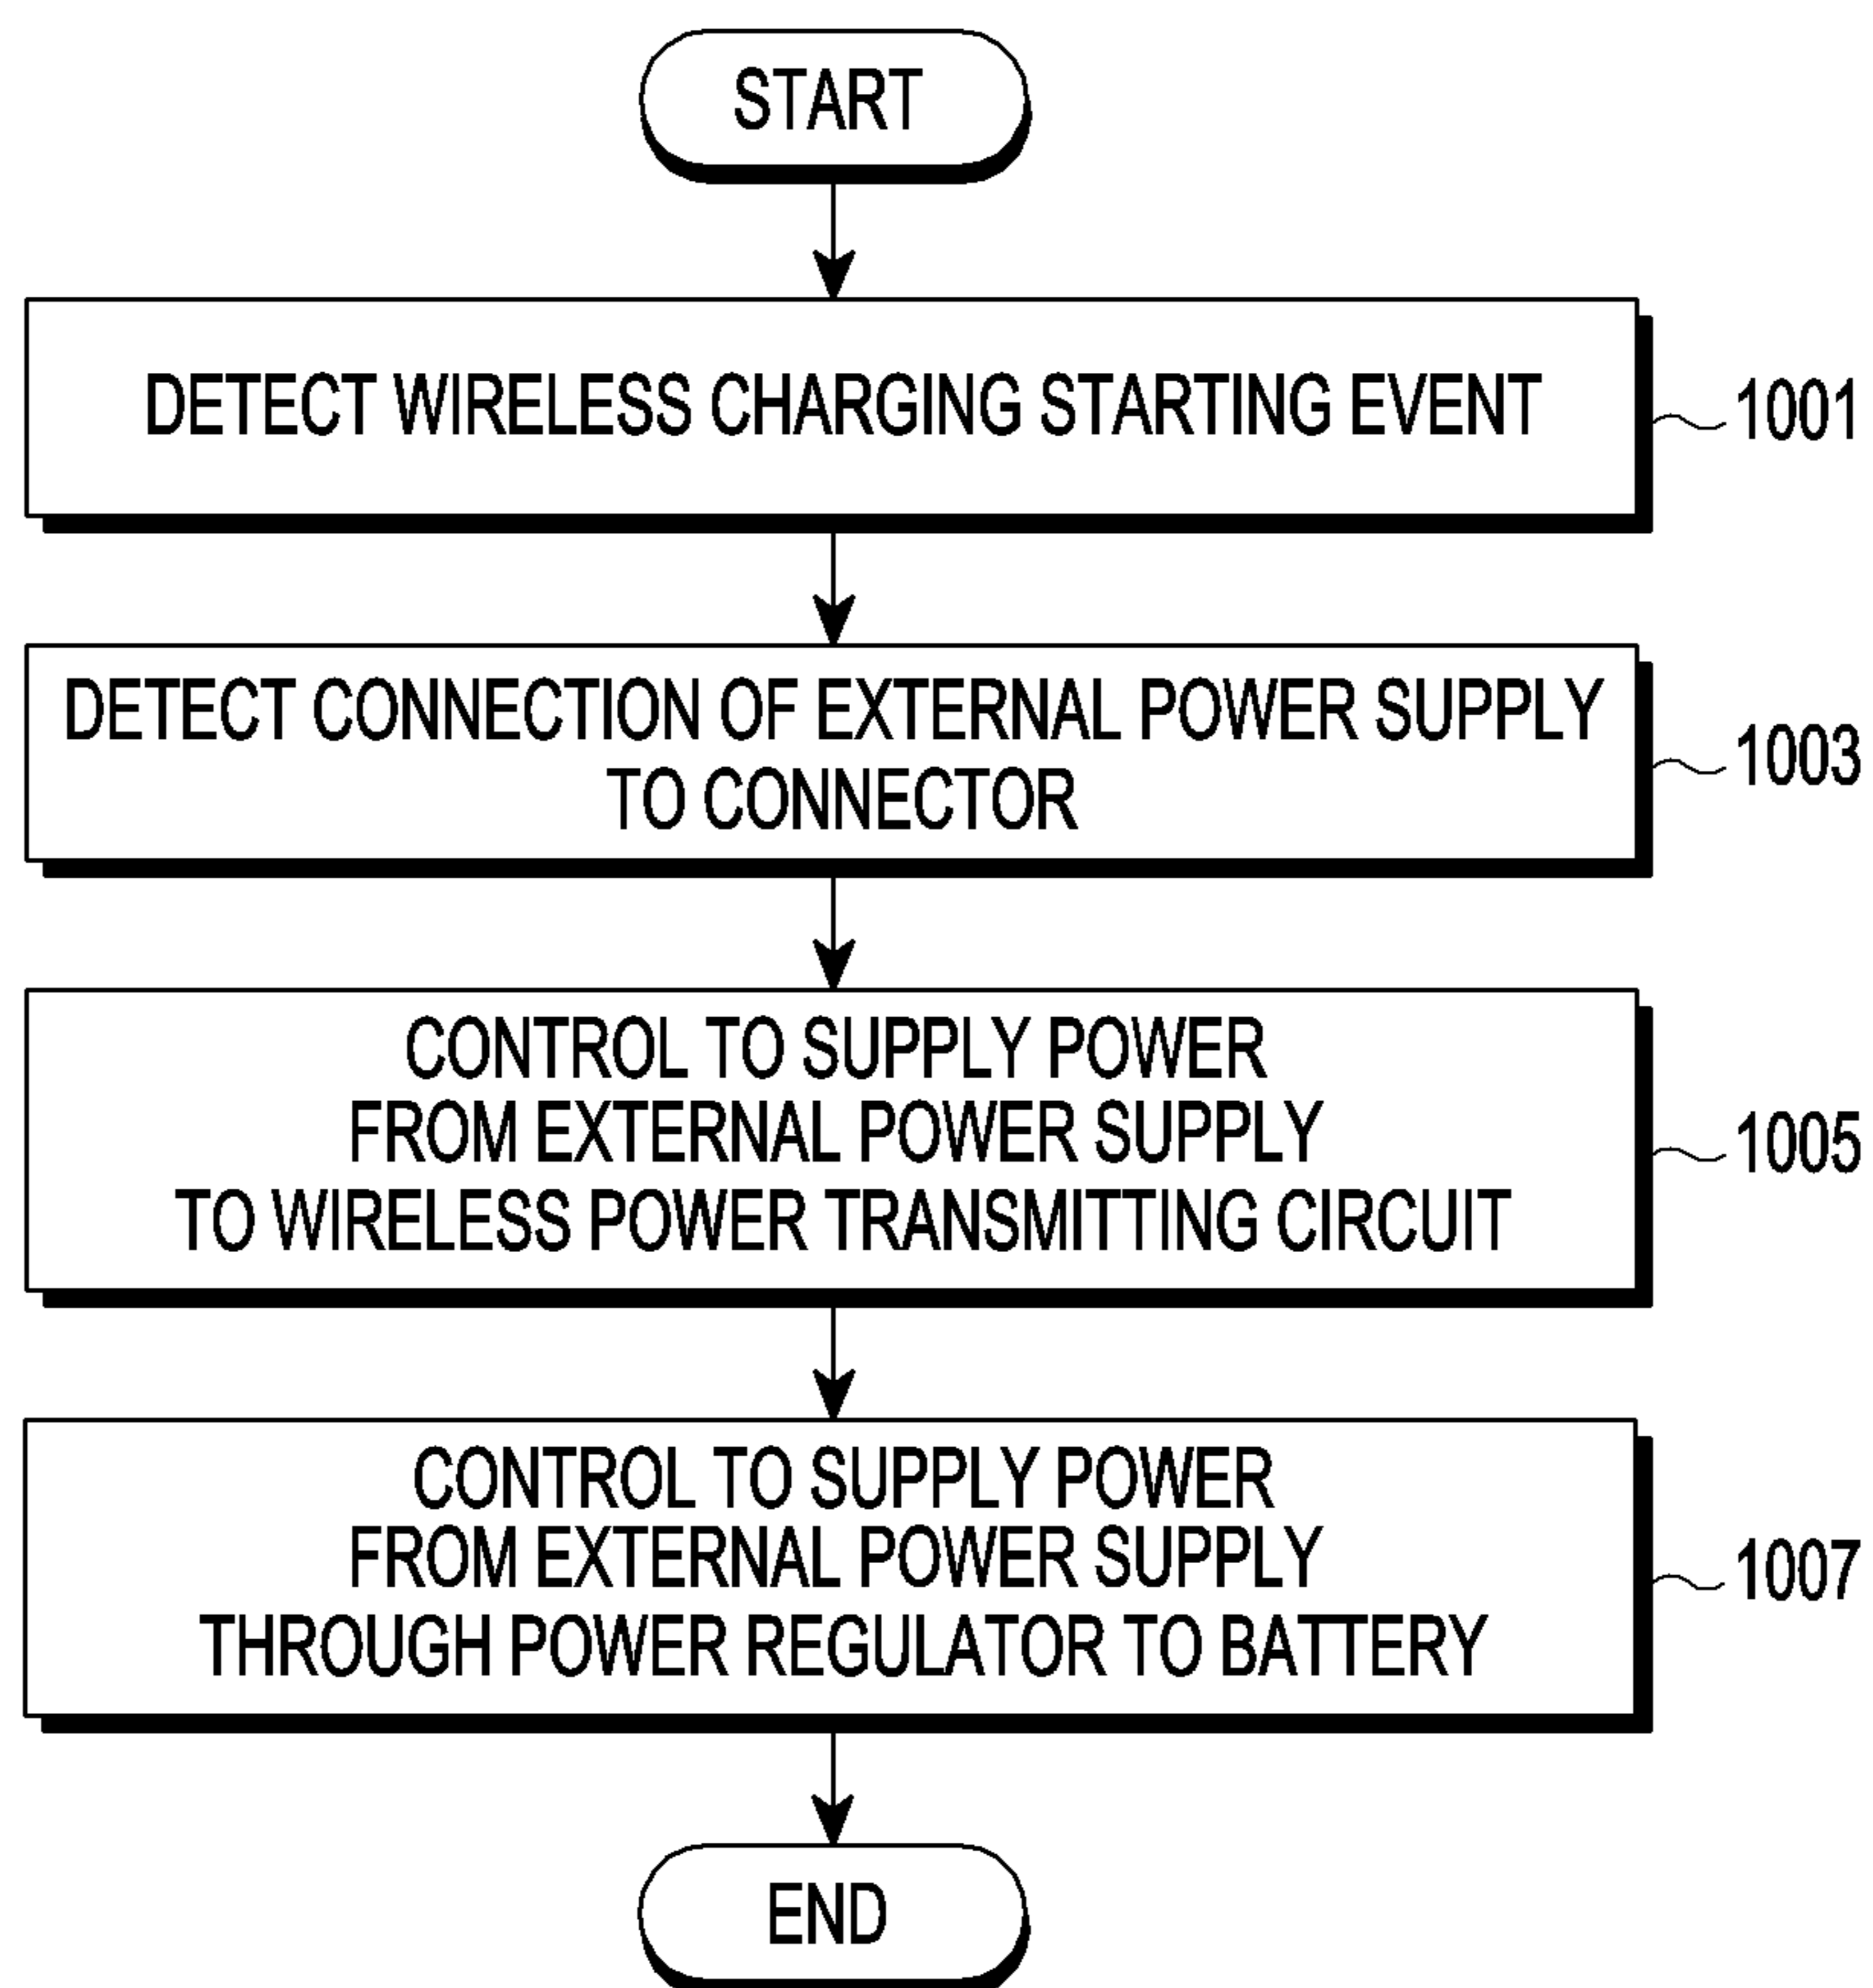 START
DETECT WIRELESS CHARGING STARTING EVENT
1001
DETECT CONNECTION OF EXTERNAL POWER SUPPLY
TO CONNECTOR
1003
CONTROL TO SUPPLY POWER
FROM EXTERNAL POWER SUPPLY
TO WIRELESS POWER TRANSMITTING CIRCUIT
1005
CONTROL TO SUPPLY POWER
FROM EXTERNAL POWER SUPPLY
THROUGH POWER REGULATOR TO BATTERY
1007
END